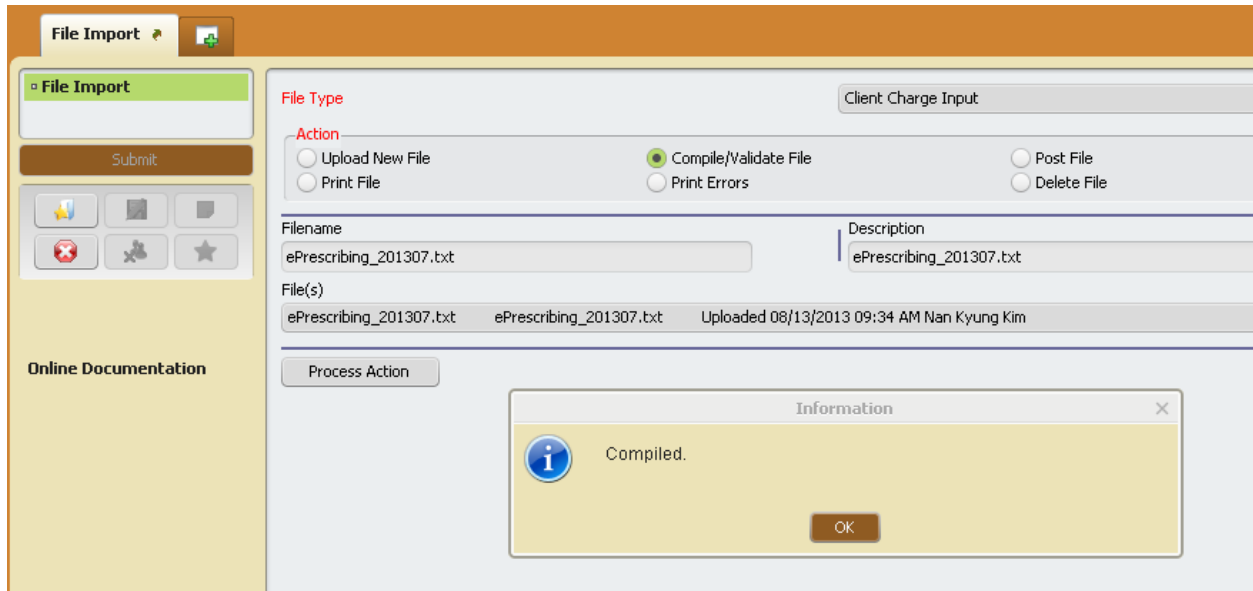 File Import
File Import
Submit
Online Documentation
File Type
Client Charge Input
Action
Upload New File
Compile/Validate File
Post File
Print File
Print Errors
Delete File
Filename
Description
ePrescribing_201307.txt
ePrescribing_201307.txt
File(s)
ePrescribing_201307.txt ePrescribing_201307.txt Uploaded 08/13/2013 09:34 AM Nan Kyung Kim
Process Action
Information
Compiled.
OK